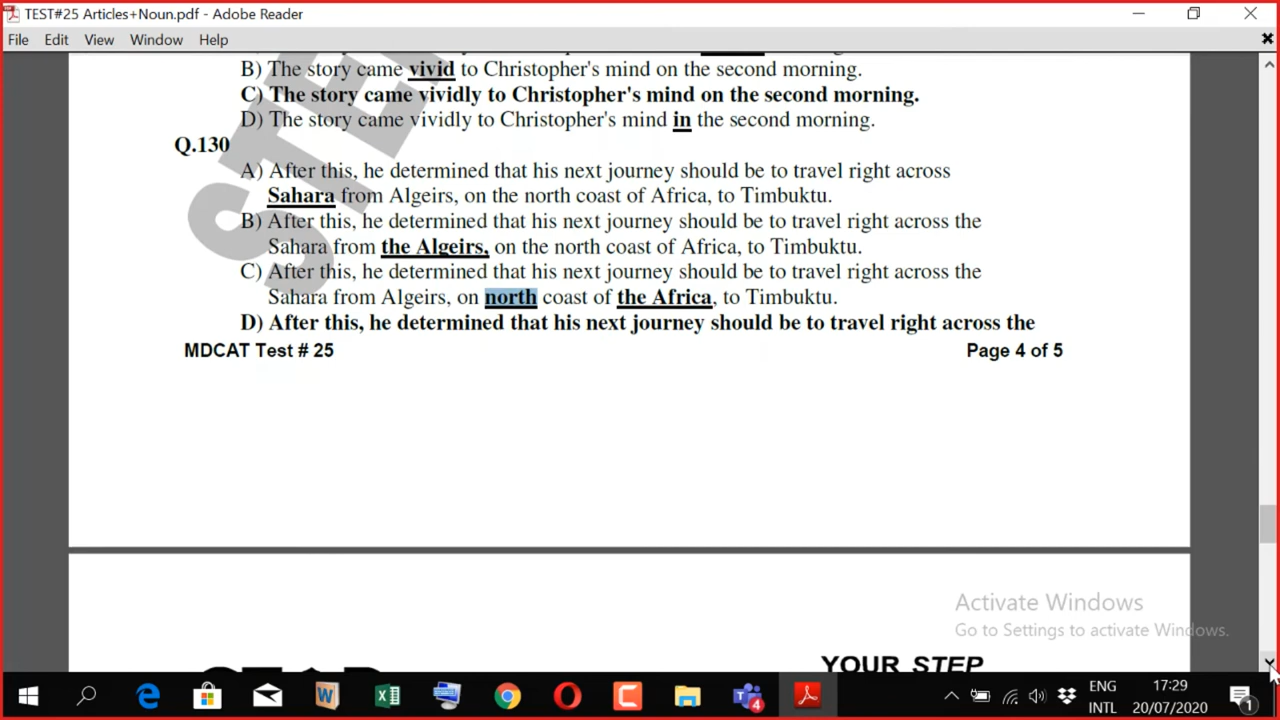 TEST#25 Articles+Noun.pdf - Adobe Reader
File Edit View Window Help
B) The story came vivid to Christopher's mind on the second morning.
C) The story came vividly to Christopher's mind on the second morning.
D) The story came vividly to Christopher's mind in the second morning.
Q.130
A) After this, he determined that his next journey should be to travel right across
Sahara from Algeirs, on the north coast of Africa, to Timbuktu.
B) After this, he determined that his next journey should be to travel right across the
Sahara from the Algeirs, on the north coast of Africa, to Timbuktu.
C) After this, he determined that his next journey should be to travel right across the
Sahara from Algeirs, on north coast of the Africa, to Timbuktu.
D) After this, he determined that his next journey should be to travel right across the
MDCAT Test # 25 Page 4 of 5
Activate Windows
Go to Settings to activate Windows.
YOUR STEP
ENG 17:29
INTL 20/07/2020
4
1